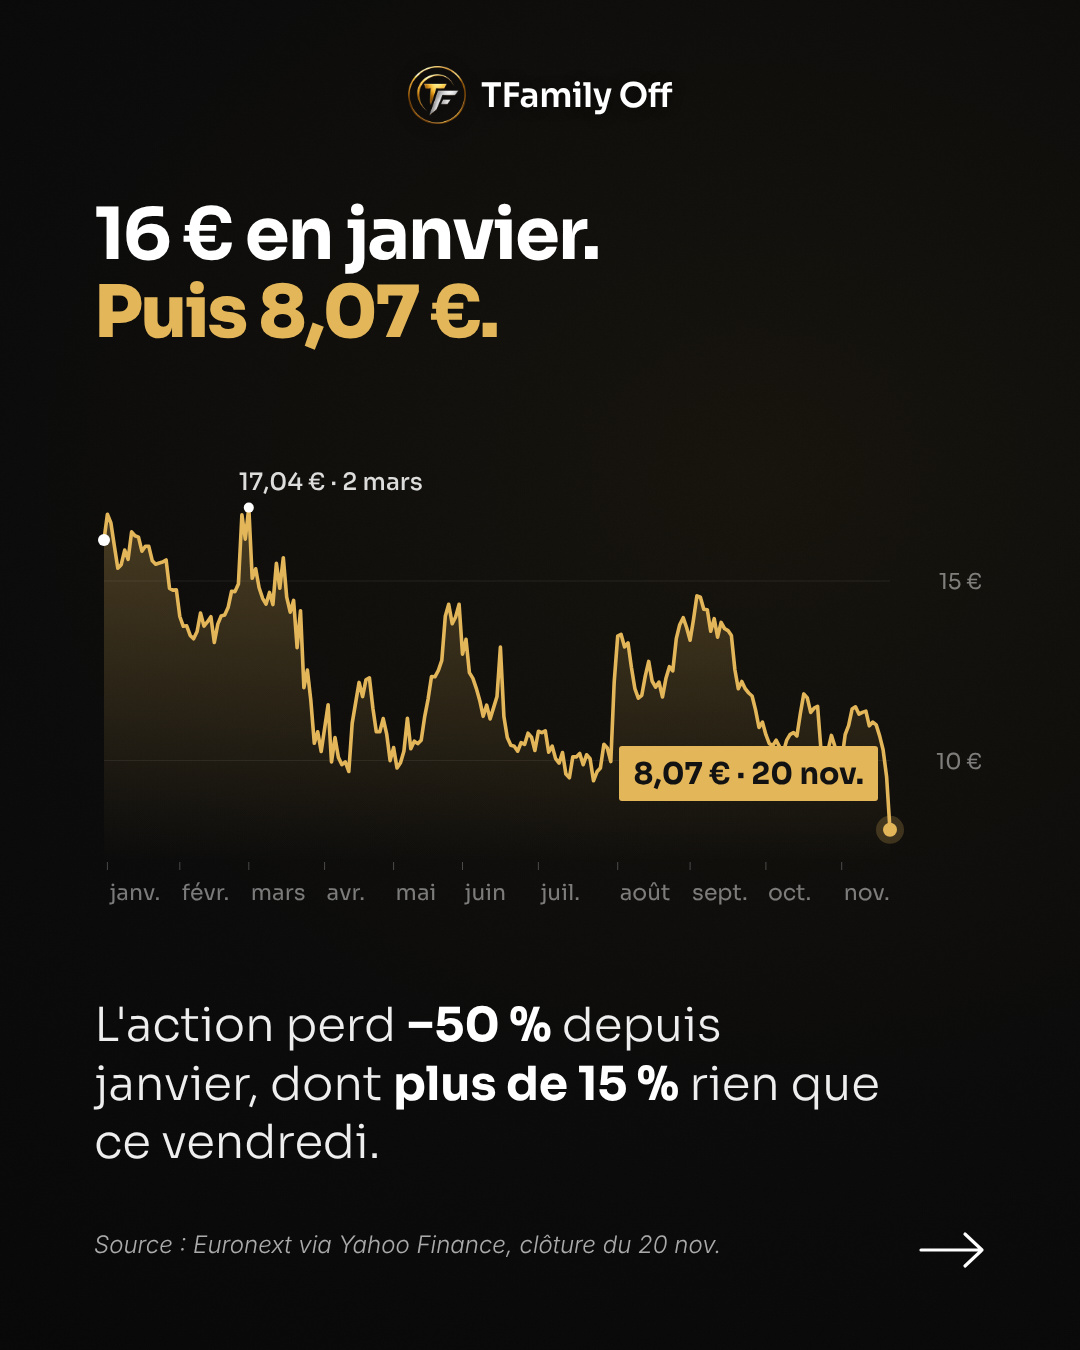 TFamily Off
16 € en janvier.
Puis 8,07 €.
17,04 € · 2 mars
15 €
10 €
8,07 € · 20 nov.
janv. févr. mars avr. mai juin juil. août sept. oct. nov.
L'action perd –50 % depuis
janvier, dont plus de 15 % rien que
ce vendredi.
Source : Euronext via Yahoo Finance, clôture du 20 nov.